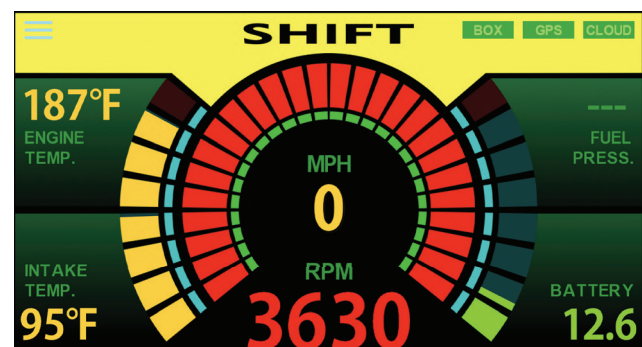 SHIFT
BOX GPS CLOUD
187°F
ENGINE
TEMP.
---
FUEL
PRESS.
MPH
0
INTAKE
TEMP.
95°F
RPM
3630
BATTERY
12.6